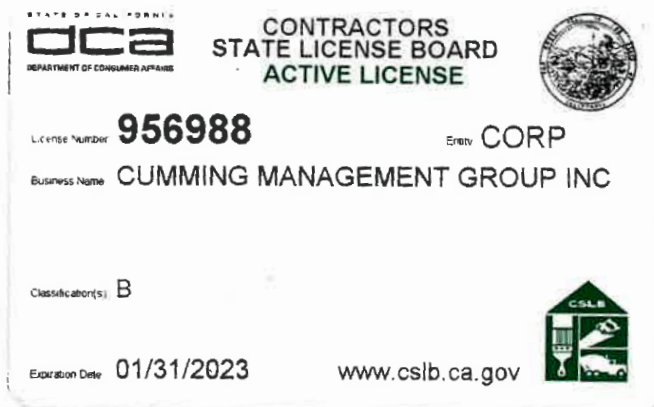 STATE OF CALIFORNIA
dca
DEPARTMENT OF CONSUMER AFFAIRS
CONTRACTORS
STATE LICENSE BOARD
ACTIVE LICENSE
License Number 956988
Entity CORP
Business Name CUMMING MANAGEMENT GROUP INC
Classification(s) B
CSLB
Expiration Date 01/31/2023
www.cslb.ca.gov